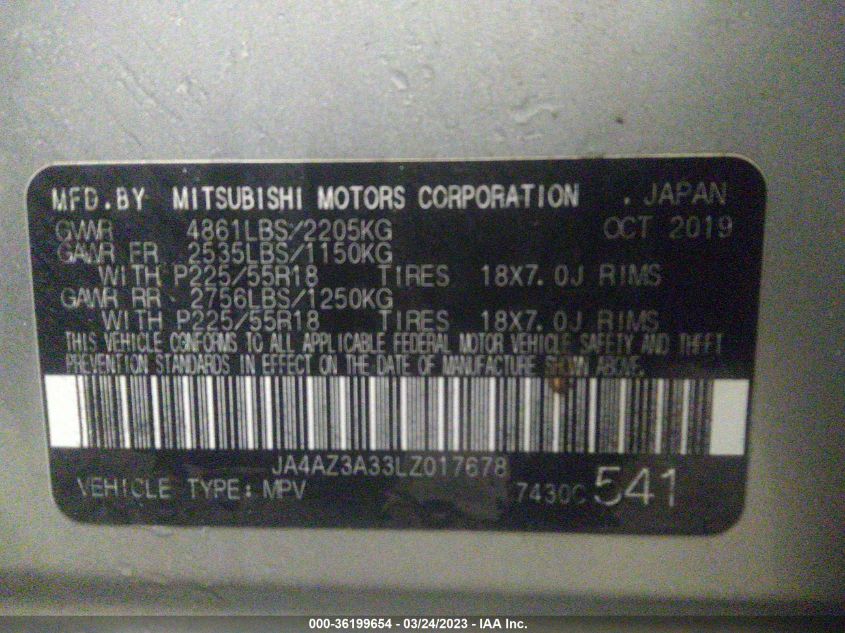 MFD.BY MITSUBISHI MOTORS CORPORATION .JAPAN
GVWR 4861LBS/2205KG OCT 2019
GAWR FR 2535LBS/1150KG
WITH P225/55R18 TIRES 18X7.0J RIMS
GAWR RR 2756LBS/1250KG
WITH P225/55R18 TIRES 18X7.0J RIMS
THIS VEHICLE CONFORMS TO ALL APPLICABLE FEDERAL MOTOR VEHICLE SAFETY AND THEFT
PREVENTION STANDARDS IN EFFECT ON THE DATE OF MANUFACTURE SHOWN ABOVE.
JA4AZ3A33LZ017678
VEHICLE TYPE: MPV 7430C 541
000-36199654 - 03/24/2023 - IAA Inc.